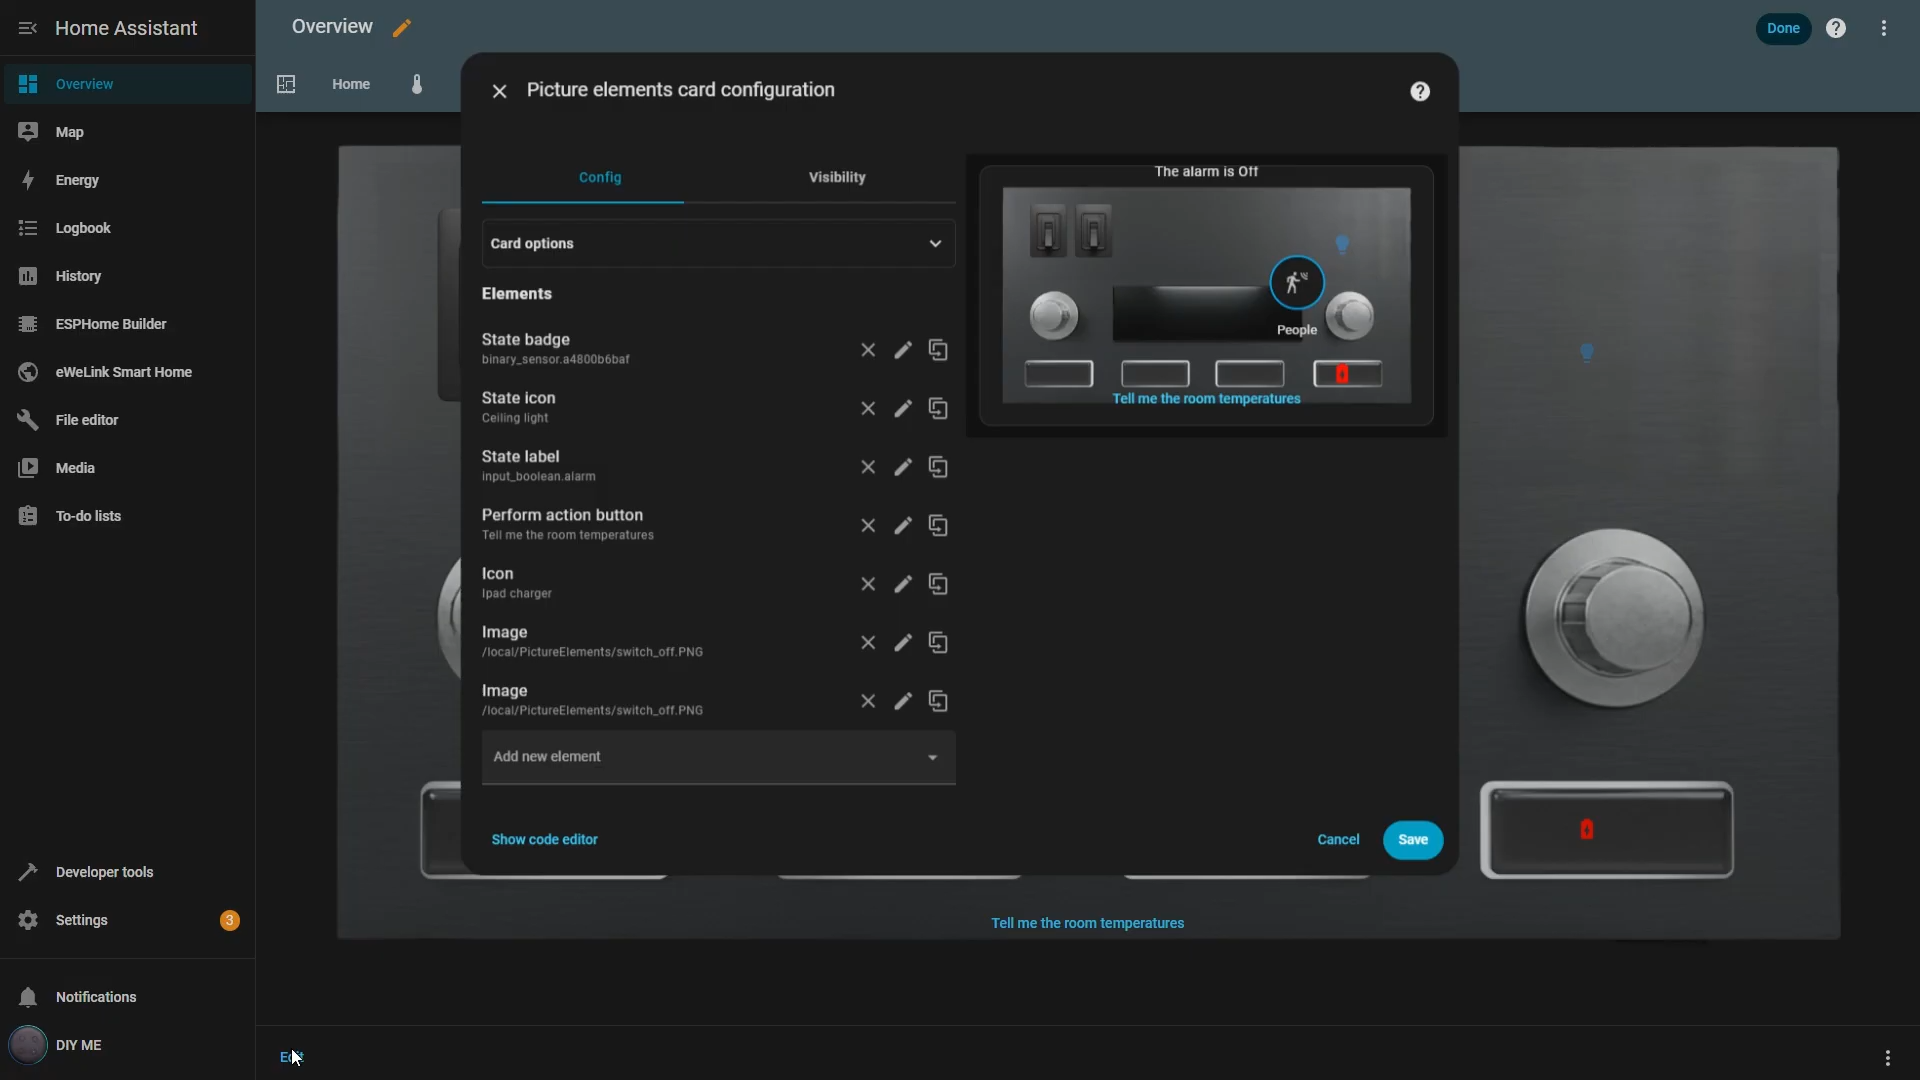 Home Assistant
Overview
Map
Energy
Logbook
History
ESPHome Builder
eWeLink Smart Home
File editor
Media
To-do lists
Developer tools
Settings
3
Notifications
DIY ME
Overview
Done
Home
Picture elements card configuration
Config
Visibility
Card options
Elements
State badge
binary_sensor.a4800b6baf
State icon
Ceiling light
State label
input_boolean.alarm
Perform action button
Tell me the room temperatures
Icon
Ipad charger
Image
/local/PictureElements/switch_off.PNG
Image
/local/PictureElements/switch_off.PNG
Add new element
Show code editor
Cancel
Save
The alarm is Off
People
Tell me the room temperatures
Tell me the room temperatures
Edit